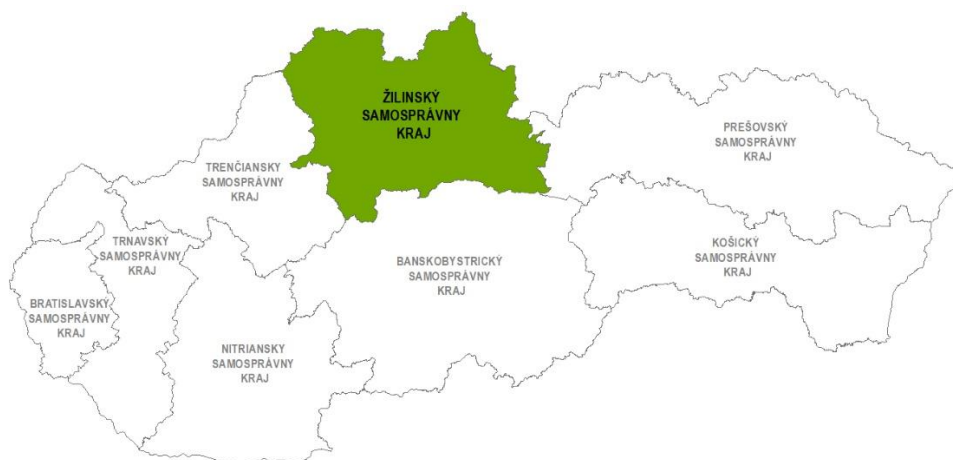 ŽILINSKÝ
SAMOSPRÁVNY
KRAJ
PREŠOVSKÝ
SAMOSPRÁVNY
KRAJ
TRENČIANSKY
SAMOSPRÁVNY
KRAJ
TRNAVSKÝ
SAMOSPRÁVNY
KRAJ
KOŠICKÝ
SAMOSPRÁVNY
KRAJ
BANSKOBYSTRICKÝ
SAMOSPRÁVNY
KRAJ
BRATISLAVSKÝ
SAMOSPRÁVNY
KRAJ
NITRIANSKY
SAMOSPRÁVNY
KRAJ